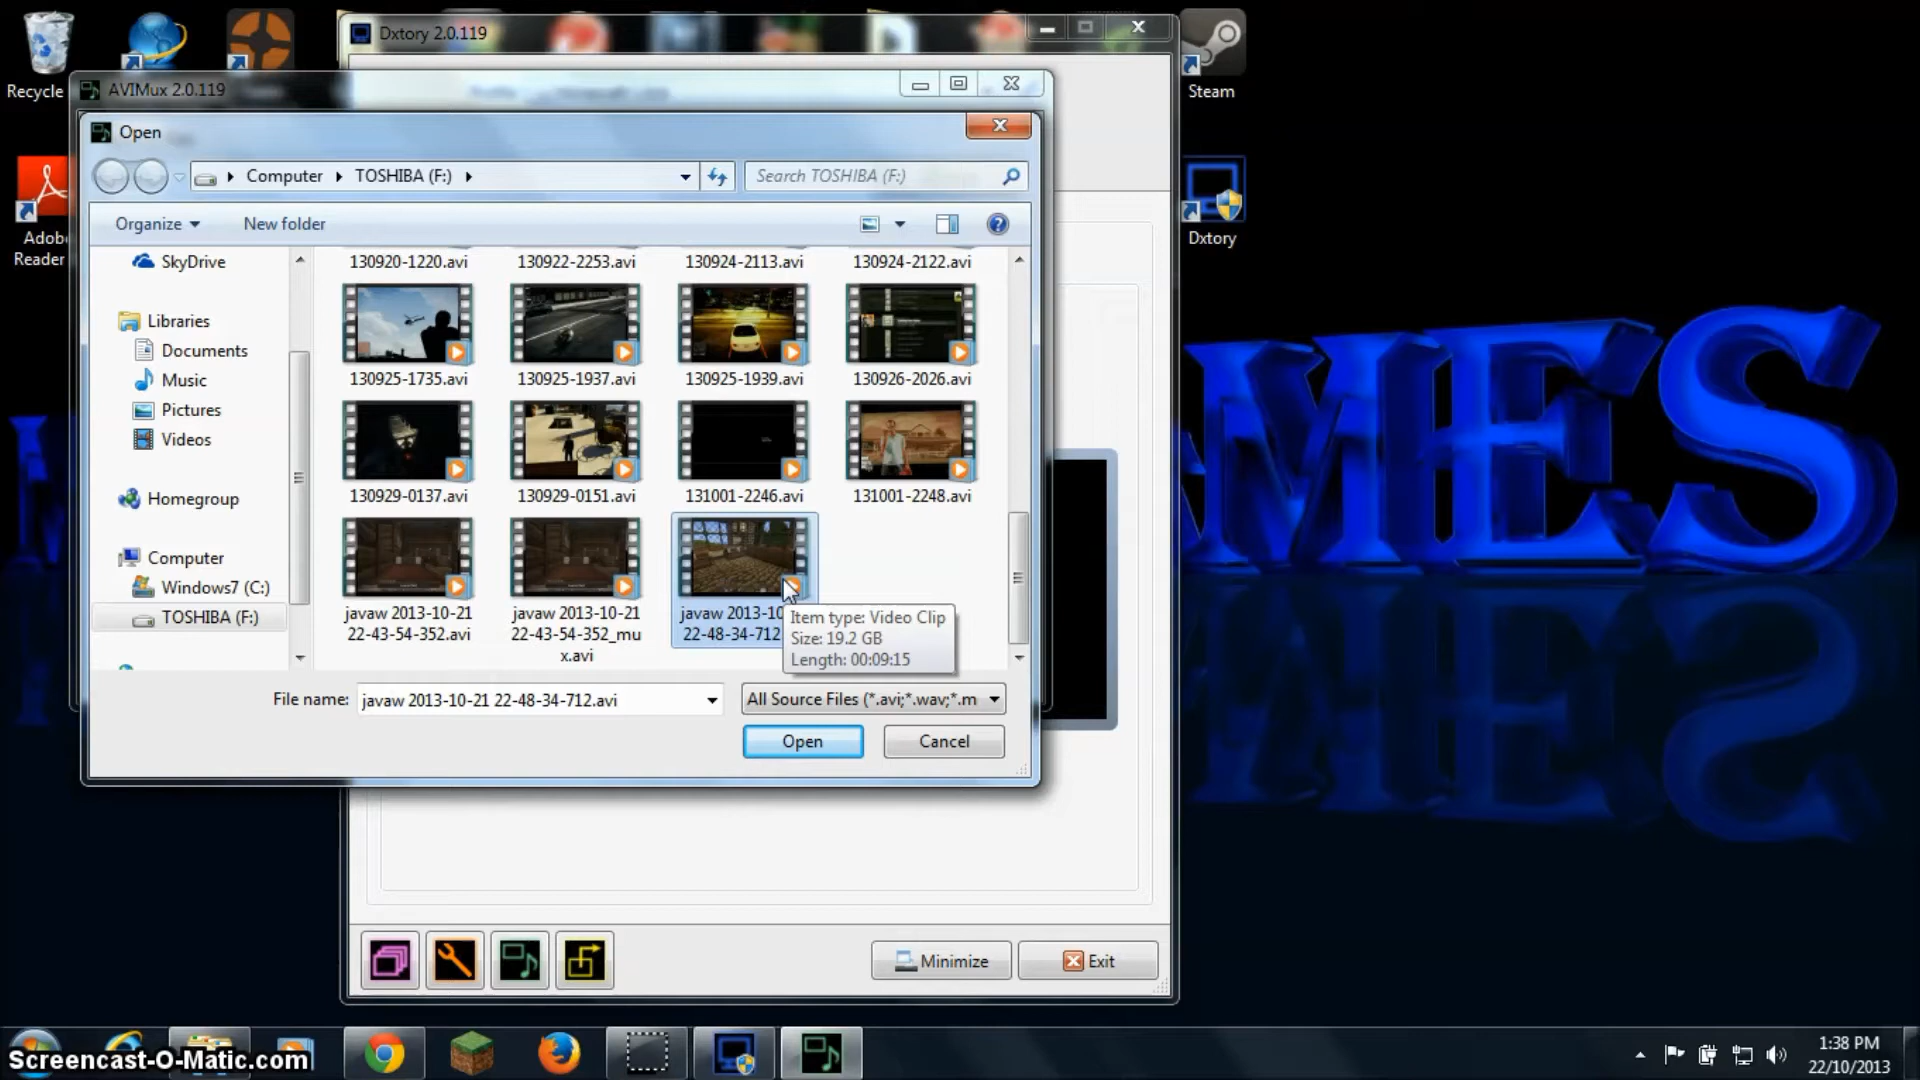 Dxtory 2.0.119
Recycle
Steam
AVIMux 2.0.119
Open
Computer
TOSHIBA (F:)
Search TOSHIBA (F:)
Adobe
Reader
Dxtory
Organize
New folder
SkyDrive
Libraries
Documents
Music
Pictures
Videos
Homegroup
Computer
Windows7 (C:)
TOSHIBA (F:)
130920-1220.avi
130922-2253.avi
130924-2113.avi
130924-2122.avi
130925-1735.avi
130925-1937.avi
130925-1939.avi
130926-2026.avi
130929-0137.avi
130929-0151.avi
131001-2246.avi
131001-2248.avi
javaw 2013-10-21
22-43-54-352.avi
javaw 2013-10-21
22-43-54-352_mu
x.avi
javaw 2013-10
22-48-34-712
Item type: Video Clip
Size: 19.2 GB
Length: 00:09:15
File name:
javaw 2013-10-21 22-48-34-712.avi
All Source Files (*.avi;*.wav;*.m
Open
Cancel
MES
Minimize
Exit
Screencast-O-Matic.com
1:38 PM
22/10/2013